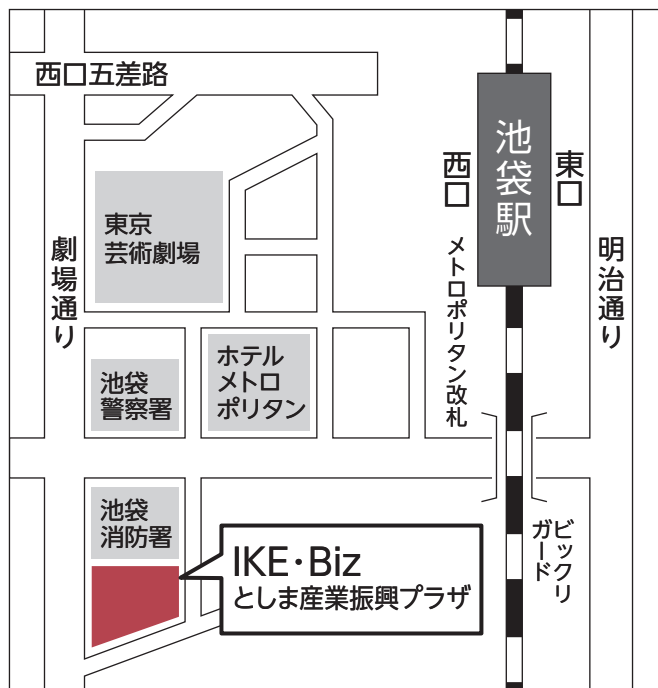 西口五差路
池袋駅
西口
東口
東京
芸術劇場
劇場通り
メトロポリタン改札
明治通り
池袋
警察署
ホテル
メトロ
ポリタン
池袋
消防署
IKE・Biz
としま産業振興プラザ
ビックリ
ガード